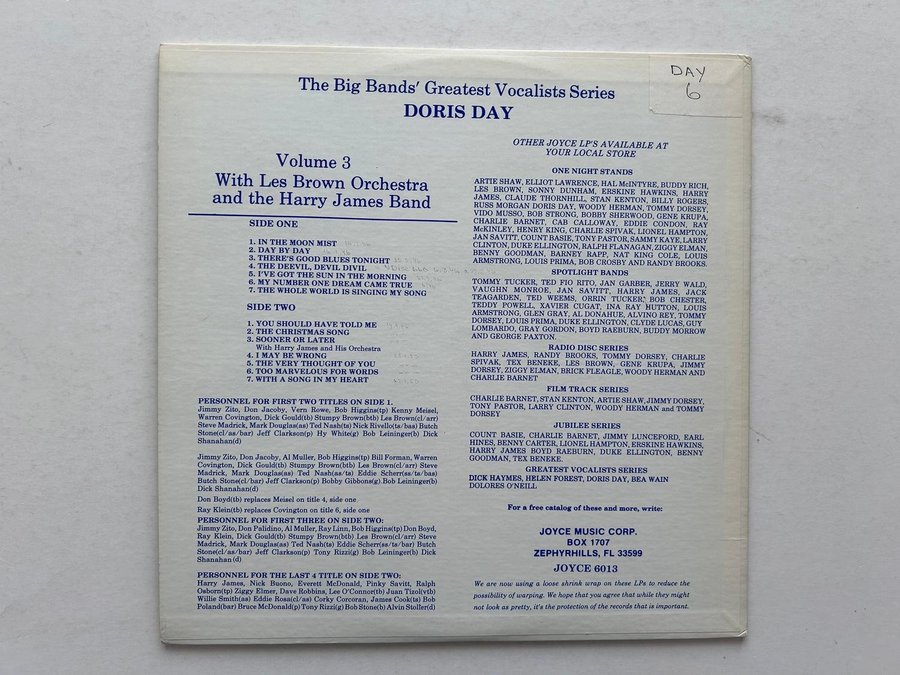 The Big Bands' Greatest Vocalists Series
DORIS DAY
DAY
6
Volume 3
With Les Brown Orchestra
and the Harry James Band
SIDE ONE
1. IN THE MOON MIST
2. DAY BY DAY
3. THERE'S GOOD BLUES TONIGHT
4. THE DEEVIL, DEVIL DIVIL
5. I'VE GOT THE SUN IN THE MORNING
6. MY NUMBER ONE DREAM CAME TRUE
7. THE WHOLE WORLD IS SINGING MY SONG
SIDE TWO
1. YOU SHOULD HAVE TOLD ME
2. THE CHRISTMAS SONG
3. SOONER OR LATER
With Harry James and His Orchestra
4. I MAY BE WRONG
5. THE VERY THOUGHT OF YOU
6. TOO MARVELOUS FOR WORDS
7. WITH A SONG IN MY HEART
PERSONNEL FOR FIRST TWO TITLES ON SIDE 1.
Jimmy Zito, Don Jacoby, Vern Rowe, Bob Higgins(tp) Kenny Meisel,
Warren Covington, Dick Gould(tb) Stumpy Brown(btb) Les Brown(cl/arr)
Steve Madrick, Mark Douglas(as) Ted Nash(ts) Nick Rivello(ts/bas) Butch
Stone(cl/as/bar) Jeff Clarkson(p) Hy White(g) Bob Leininger(b) Dick
Shanahan(d)
Jimmy Zito, Don Jacoby, Al Muller, Bob Higgins(tp) Bill Forman, Warren
Covington, Dick Gould(tb) Stumpy Brown(btb) Les Brown(cl/arr) Steve
Madrick, Mark Douglas(as) Ted Nash(as/ts) Eddie Scherr(ss/ts/bas)
Butch Stone(cl/bar) Jeff Clarkson(p) Bobby Gibbons(g).Bob Leininger(b)
Dick Shanahan(d)
Don Boyd(tb) replaces Meisel on title 4, side one
Ray Klein(tb) replaces Covington on title 6, side one
PERSONNEL FOR FIRST THREE ON SIDE TWO:
Jimmy Zito, Don Palidino, Al Muller, Ray Linn, Bob Higgins(tp) Don Boyd,
Ray Klein, Dick Gould(tb) Stumpy Brown(btb) Les Brown(cl/arr) Steve
Madrick, Mark Douglas(as) Ted Nash(ts) Eddie Scherr(ss/ts/bar) Butch
Stone(cl/as/bar) Jeff Clarkson(p) Tony Rizzi(g) Bob Leininger(b) Dick
Shanahan(d)
PERSONNEL FOR THE LAST 4 TITLE ON SIDE TWO:
Harry James, Nick Buono, Everett McDonald, Pinky Savitt, Ralph
Osborn(tp) Ziggy Elmer, Dave Robbins, Lee O'Connor(tb) Juan Tizol(vtb)
Willie Smith(as) Eddie Rosa(cl/as) Corky Corcoran, James Cook(ts) Bob
Poland(bar) Bruce McDonald(p) Tony Rizzi(g) Bob Stone(b) Alvin Stoller(d)
OTHER JOYCE LP'S AVAILABLE AT
YOUR LOCAL STORE
ONE NIGHT STANDS
ARTIE SHAW, ELLIOT LAWRENCE, HAL McINTYRE, BUDDY RICH,
LES BROWN, SONNY DUNHAM, ERSKINE HAWKINS, HARRY
JAMES, CLAUDE THORNHILL, STAN KENTON, BILLY ROGERS,
RUSS MORGAN DORIS DAY, WOODY HERMAN, TOMMY DORSEY,
VIDO MUSSO, BOB STRONG, BOBBY SHERWOOD, GENE KRUPA,
CHARLIE BARNET, CAB CALLOWAY, EDDIE CONDON, RAY
McKINLEY, HENRY KING, CHARLIE SPIVAK, LIONEL HAMPTON,
JAN SAVITT, COUNT BASIE, TONY PASTOR, SAMMY KAYE, LARRY
CLINTON, DUKE ELLINGTON, RALPH FLANAGAN, ZIGGY ELMAN,
BENNY GOODMAN, BARNEY RAPP, NAT KING COLE, LOUIS
ARMSTRONG, LOUIS PRIMA, BOB CROSBY AND RANDY BROOKS.
SPOTLIGHT BANDS
TOMMY TUCKER, TED FIO RITO, JAN GARBER, JERRY WALD,
VAUGHN MONROE, JAN SAVITT, HARRY JAMES, JACK
TEAGARDEN, TED WEEMS, ORRIN TUCKER, BOB CHESTER,
TEDDY POWELL, XAVIER CUGAT, INA RAY HUTTON, LOUIS
ARMSTRONG, GLEN GRAY, AL DONAHUE, ALVINO REY, TOMMY
DORSEY, LOUIS PRIMA, DUKE ELLINGTON, CLYDE LUCAS, GUY
LOMBARDO, GRAY GORDON, BOYD RAEBURN, BUDDY MORROW
AND GEORGE PAXTON.
RADIO DISC SERIES
HARRY JAMES, RANDY BROOKS, TOMMY DORSEY, CHARLIE
SPIVAK, TEX BENEKE, LES BROWN, GENE KRUPA, JIMMY
DORSEY, ZIGGY ELMAN, BRICK FLEAGLE, WOODY HERMAN AND
CHARLIE BARNET
FILM TRACK SERIES
CHARLIE BARNET, STAN KENTON, ARTIE SHAW, JIMMY DORSEY,
TONY PASTOR, LARRY CLINTON, WOODY HERMAN and TOMMY
DORSEY
JUBILEE SERIES
COUNT BASIE, CHARLIE BARNET, JIMMY LUNCEFORD, EARL
HINES, BENNY CARTER, LIONEL HAMPTON, ERSKINE HAWKINS,
HARRY JAMES BOYD RAEBURN, DUKE ELLINGTON, BENNY
GOODMAN, TEX BENEKE.
GREATEST VOCALISTS SERIES
DICK HAYMES, HELEN FOREST, DORIS DAY, BEA WAIN
DOLORES O'NEILL
For a free catalog of these and more, write:
JOYCE MUSIC CORP.
BOX 1707
ZEPHYRHILLS, FL 33599
JOYCE 6013
We are now using a loose shrink wrap on these LPs to reduce the
possibility of warping. We hope that you agree that while they might
not look as pretty, it's the protection of the records that is important.